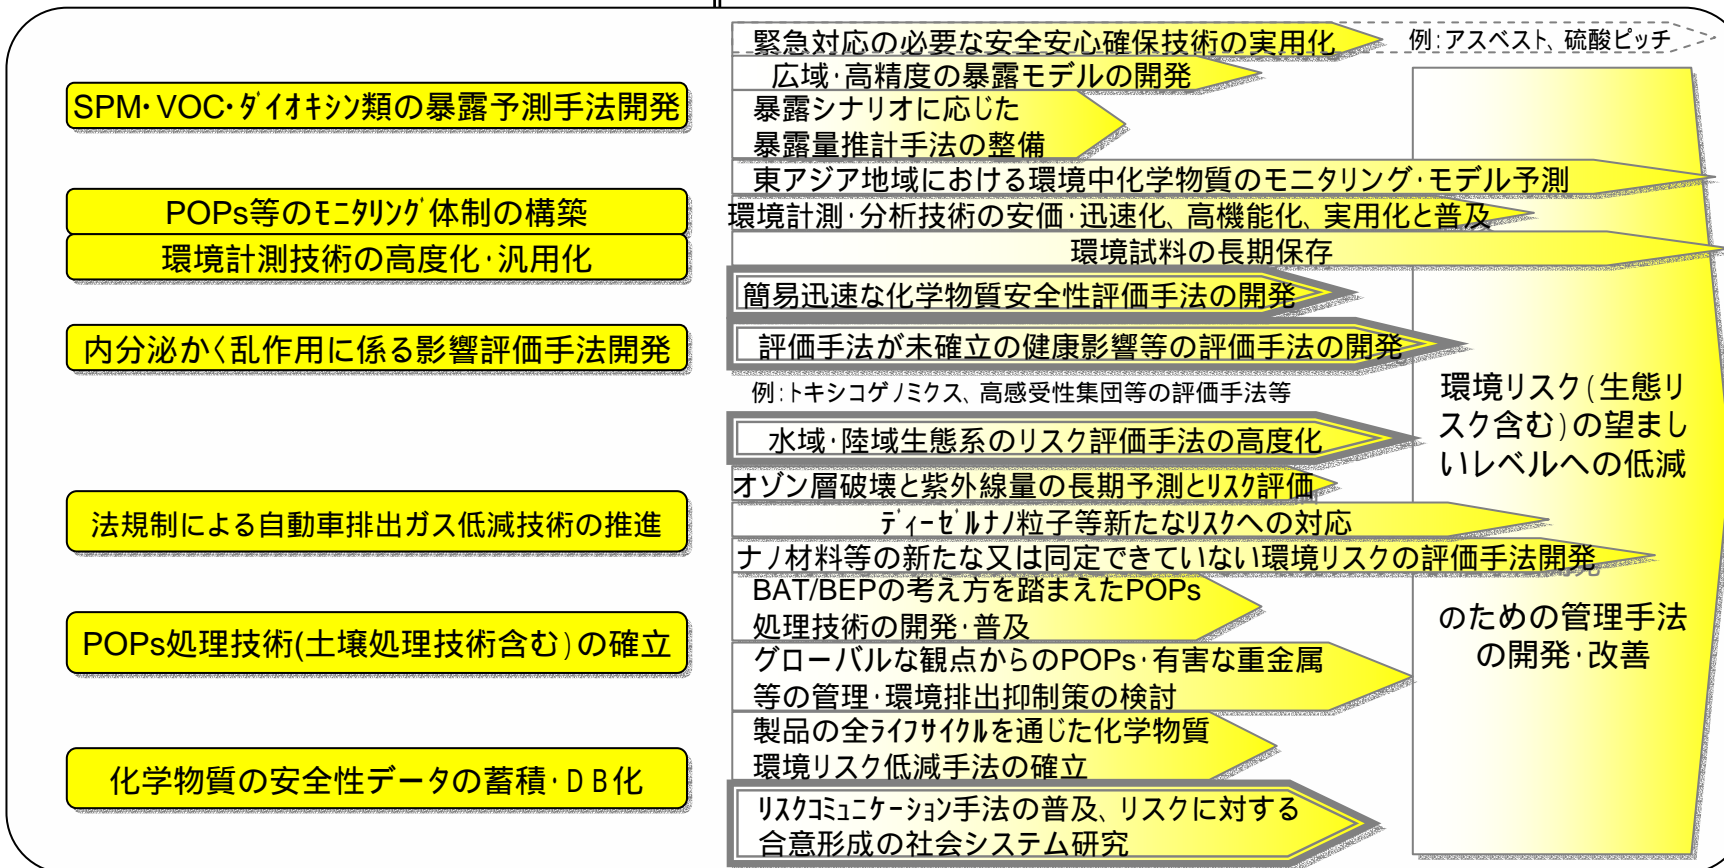 SPM・VOC・ダイオキシン類の暴露予測手法開発
POPs等のモニタリング体制の構築
環境計測技術の高度化・汎用化
内分泌かく乱作用に係る影響評価手法開発
法規制による自動車排出ガス低減技術の推進
POPs処理技術(土壌処理技術含む)の確立
化学物質の安全性データの蓄積・DB化
緊急対応の必要な安全安心確保技術の実用化
例:アスベスト、硫酸ピッチ
広域・高精度の暴露モデルの開発
暴露シナリオに応じた
暴露量推計手法の整備
東アジア地域における環境中化学物質のモニタリング・モデル予測
環境計測・分析技術の安価・迅速化、高機能化、実用化と普及
環境試料の長期保存
簡易迅速な化学物質安全性評価手法の開発
評価手法が未確立の健康影響等の評価手法の開発
例:トキシコゲノミクス、高感受性集団等の評価手法等
水域・陸域生態系のリスク評価手法の高度化
オゾン層破壊と紫外線量の長期予測とリスク評価
ディーゼルナノ粒子等新たなリスクへの対応
ナノ材料等の新たな又は同定できていない環境リスクの評価手法開発
BAT/BEPの考え方を踏まえたPOPs
処理技術の開発・普及
グローバルな観点からのPOPs・有害な重金属
等の管理・環境排出抑制策の検討
製品の全ライフサイクルを通じた化学物質
環境リスク低減手法の確立
リスクコミュニケーション手法の普及、リスクに対する
合意形成の社会システム研究
環境リスク(生態リ
スク含む)の望まし
いレベルへの低減
のための管理手法
の開発・改善